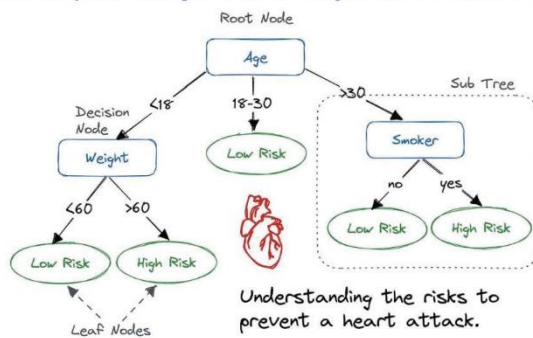 Root Node
Age
<18
18-30
>30
Sub Tree
Decision
Node
Weight
Low Risk
Smoker
<60
>60
no
yes
Low Risk
High Risk
Low Risk
High Risk
Leaf Nodes
Understanding the risks to
prevent a heart attack.